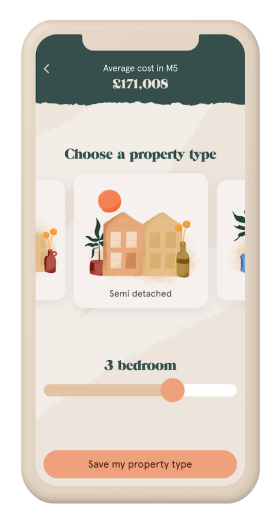 Average cost in M5
£171,008
Choose a property type
Semi detached
3 bedroom
Save my property type